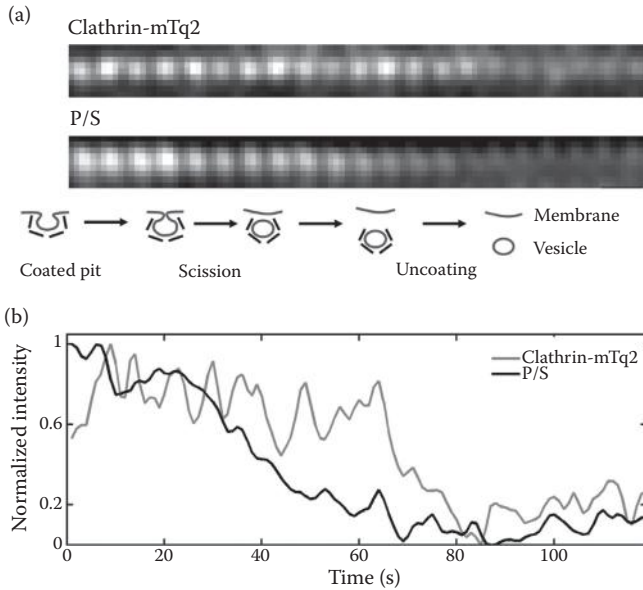 (a)
Clathrin-mTq2
P/S
Membrane
Vesicle
Coated pit
Scission
Uncoating
(b)
1
0.6
0.2
0
Normalized intensity
Clathrin-mTq2
P/S
0
20
40
60
80
100
Time (s)